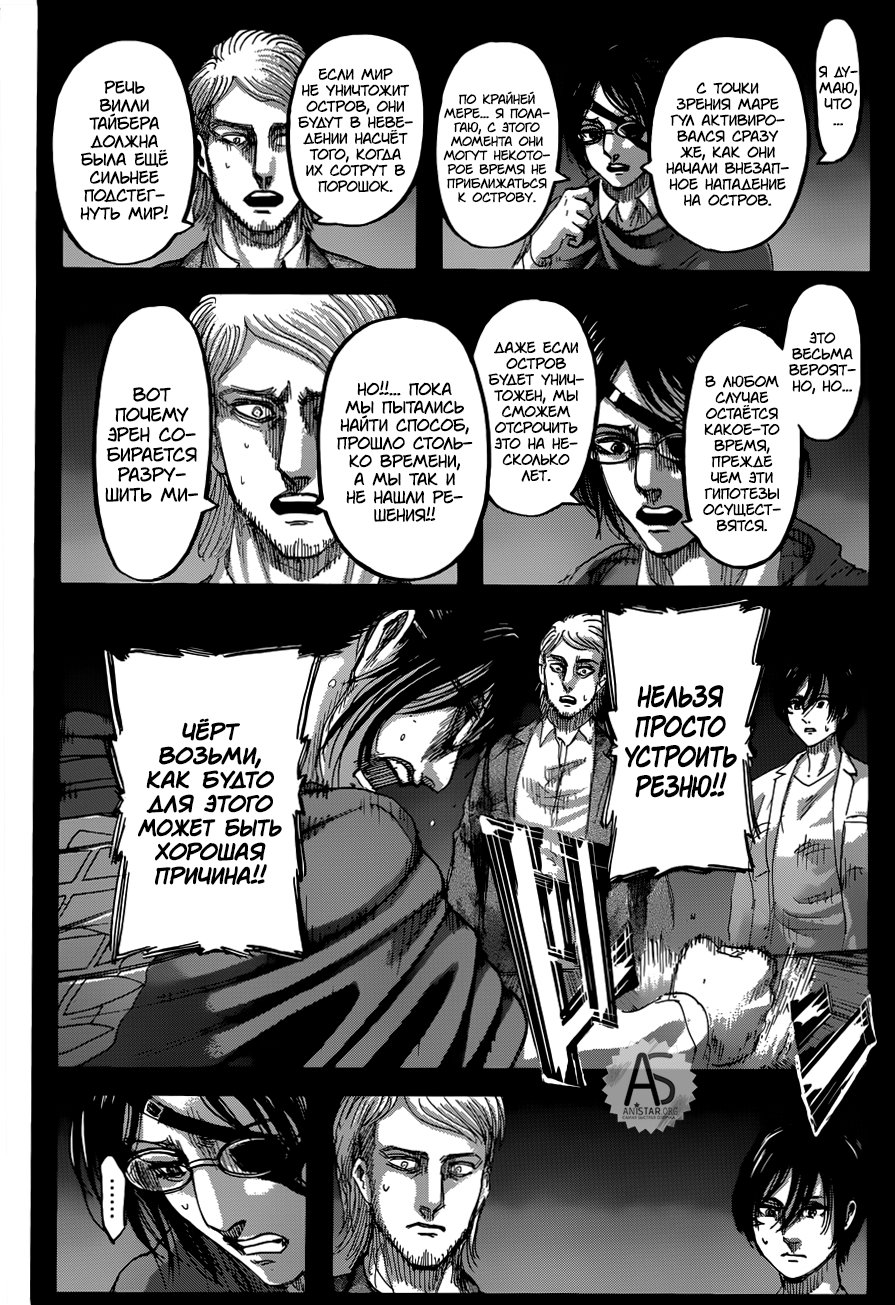 Я ДУ-
МАЮ,
ЧТО
...
С ТОЧКИ
ЗРЕНИЯ МАРЕ
ГУЛ АКТИВИРО-
ВАЛСЯ СРАЗУ
ЖЕ, КАК ОНИ
НАЧАЛИ ВНЕЗАП-
НОЕ НАПАДЕНИЕ
НА ОСТРОВ.
ПО КРАЙНЕЙ
МЕРЕ... Я ПОЛА-
ГАЮ, С ЭТОГО
МОМЕНТА ОНИ
МОГУТ НЕКОТО-
РОЕ ВРЕМЯ НЕ
ПРИБЛИЖАТЬСЯ
К ОСТРОВУ.
ЕСЛИ МИР
НЕ УНИЧТОЖИТ
ОСТРОВ, ОНИ
БУДУТ В НЕВЕ-
ДЕНИИ НАСЧЁТ
ТОГО, КОГДА
ИХ СОТРУТ В
ПОРОШОК.
РЕЧЬ
ВИЛЛИ
ТАЙБЕРА
ДОЛЖНА
БЫЛА ЕЩЁ
СИЛЬНЕЕ
ПОДСТЕГ-
НУТЬ МИР!
ЭТО
ВЕСЬМА
ВЕРОЯТ-
НО, НО...
В ЛЮБОМ
СЛУЧАЕ
ОСТАЁТСЯ
КАКОЕ-ТО
ВРЕМЯ,
ПРЕЖДЕ
ЧЕМ ЭТИ
ГИПОТЕЗЫ
ОСУЩЕСТ-
ВЯТСЯ.
ДАЖЕ ЕСЛИ
ОСТРОВ
БУДЕТ УНИЧ-
ТОЖЕН, МЫ
СМОЖЕМ
ОТСРОЧИТЬ
ЭТО НА НЕ-
СКОЛЬКО
ЛЕТ.
НО!!... ПОКА
МЫ ПЫТАЛИСЬ
НАЙТИ СПОСОБ,
ПРОШЛО СТОЛЬ-
КО ВРЕМЕНИ,
А МЫ ТАК И
НЕ НАШЛИ РЕ-
ШЕНИЯ!!
ВОТ
ПОЧЕМУ
ЭРЕН СО-
БИРАЕТСЯ
РАЗРУ-
ШИТЬ МИ-
НЕЛЬЗЯ
ПРОСТО
УСТРОИТЬ
РЕЗНЮ!!
ЧЁРТ
ВОЗЬМИ,
КАК БУДТО
ДЛЯ ЭТОГО
МОЖЕТ БЫТЬ
ХОРОШАЯ
ПРИЧИНА!!
AS
ANISTAR.ORG
.......